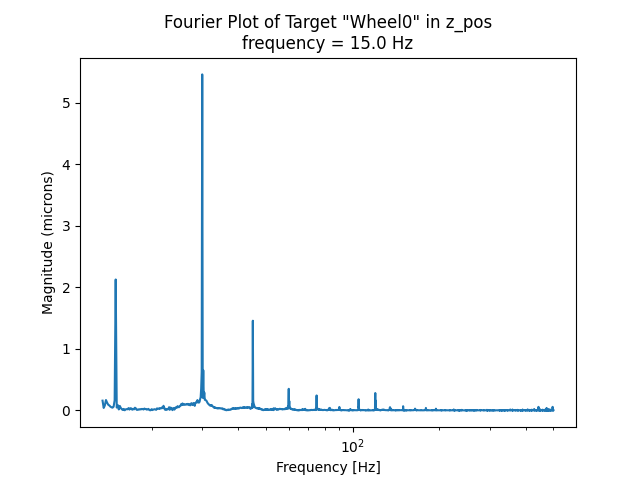 Fourier Plot of Target "Wheel0" in z_pos
frequency = 15.0 Hz
Magnitude (microns)
5
4
3
2
1
0
10²
Frequency [Hz]